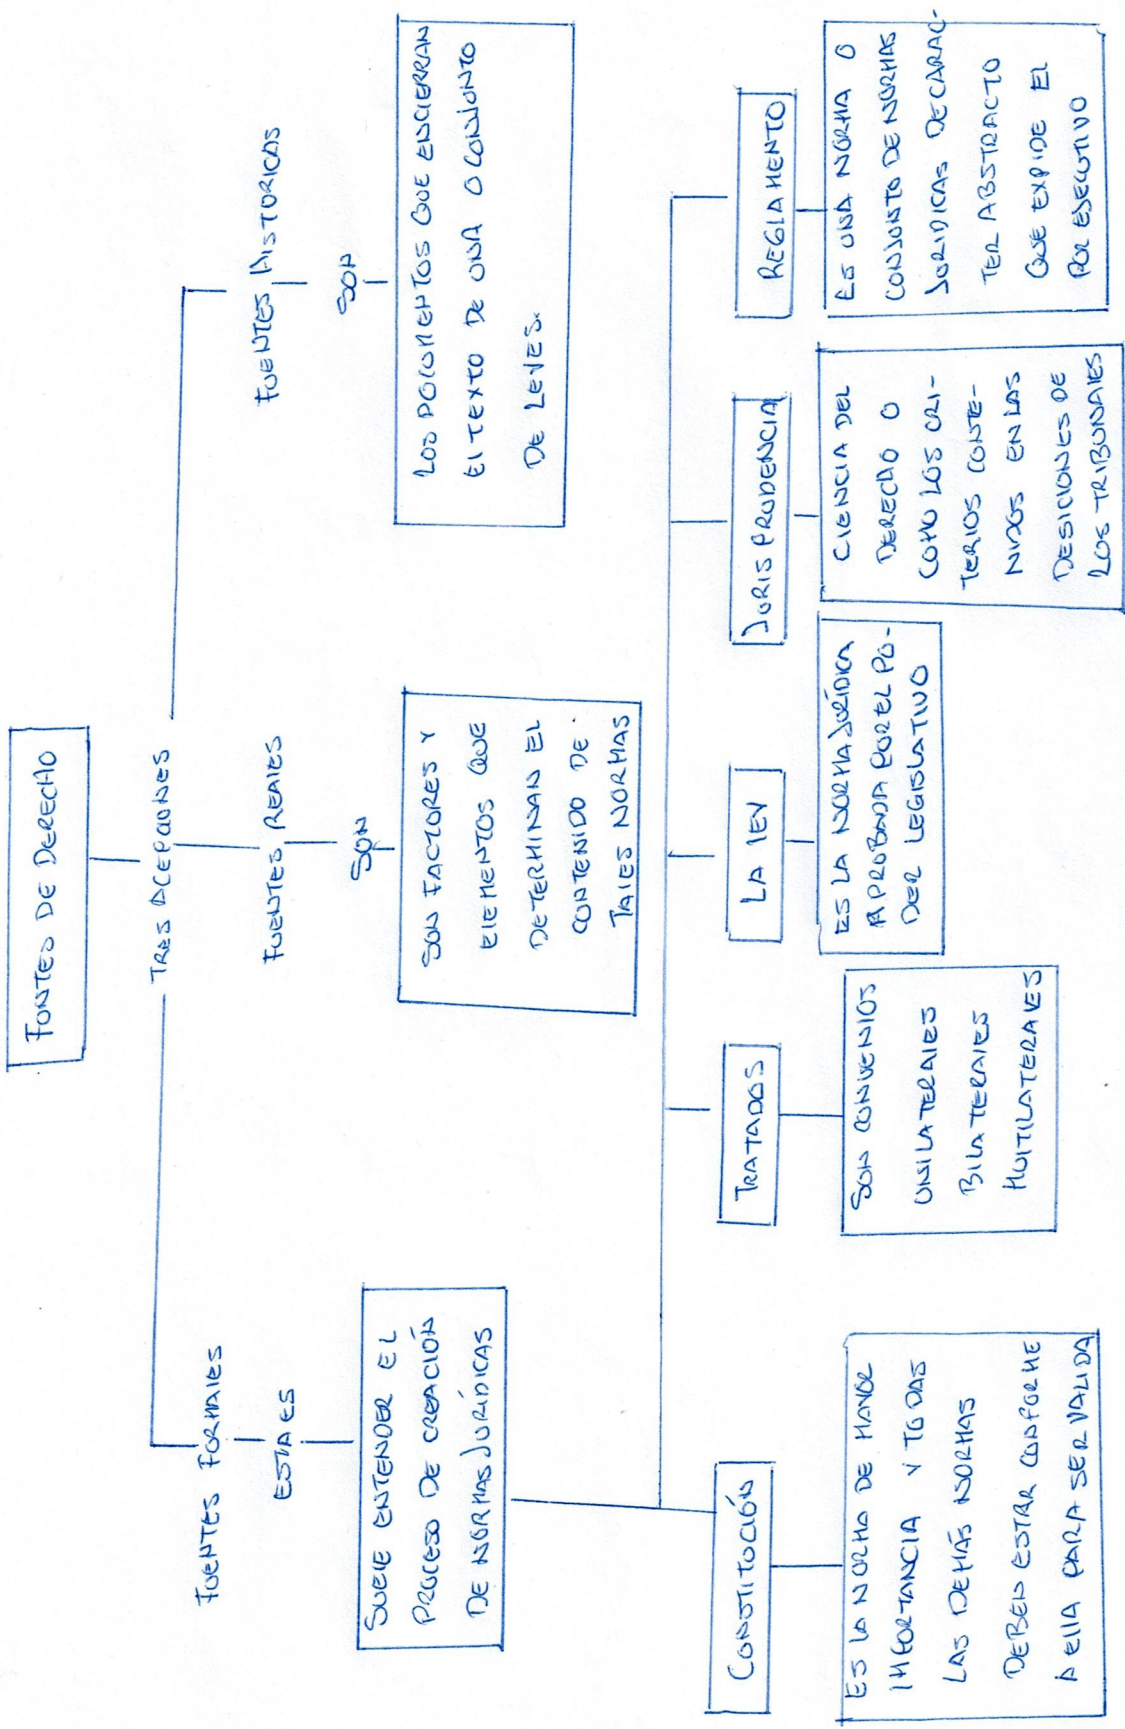 FUNTES DE DERECHO
TRES ACEPCIONES
FUENTES FORMALES
ESTA ES
SUELE ENTENDER EL
PROCESO DE CREACIÓN
DE NORMAS JURÍDICAS
FUENTES REALES
SON
SON FACTORES Y
ELEMENTOS QUE
DETERMINAN EL
CONTENIDO DE
TALES NORMAS
FUENTES HISTORICAS
SON
LOS DOCUMENTOS QUE ENCIERRAN
El TEXTO DE UNA O CONJUNTO
DE LEYES.
CONSTITUCIÓN
ES LA NORMA DE MAYOR
IMPORTANCIA Y TODAS
LAS DEMÁS NORMAS
DEBEN ESTAR CONFORME
A ELLA PARA SER VALIDA
TRATADOS
SON CONVENIOS
UNILATERALES
BILATERALES
MULTILATERALES
LA LEY
ES LA NORMA JURÍDICA
APROBADA POR EL PO-
DER LEGISLATIVO
JURISPRUDENCIA
CIENCIA DEL
DERECHO O
COMO LOS CRI-
TERIOS CONTE-
NIDOS EN LAS
DESICIONES DE
LOS TRIBUNALES
REGLAMENTO
ES UNA NORMA O
CONJUNTO DE NORMAS
JURIDICAS DE CARAC-
TER ABSTRACTO
QUE EXPIDE EL
POR EJECUTIVO